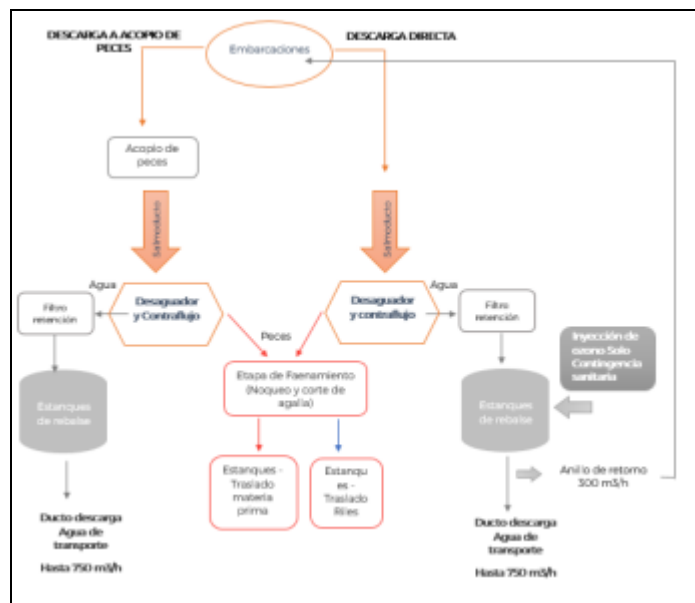 DESCARGA A ACOPIO DE
PECES
Embarcaciones
DESCARGA DIRECTA
Acopio de
peces
Salmoducto
Salmoducto
Agua
Desaguador
y Contraflujo
Filtro
retención
Peces
Agua
Desaguador
y contraflujo
Filtro
retención
Inyección de
ozono Solo
Contingencia
sanitaria
Estanques
de rebalse
Etapa de Faenamiento
(Noqueo y corte de
agalla)
Estanques
de rebalse
Estanques -
Traslado
materia
prima
Estanqu
es -
Traslado
Riles
Anillo de retorno
300 m3/h
Ducto descarga
Agua de
transporte
Hasta 750 m3/h
Ducto descarga
Agua de
transporte
Hasta 750 m3/h